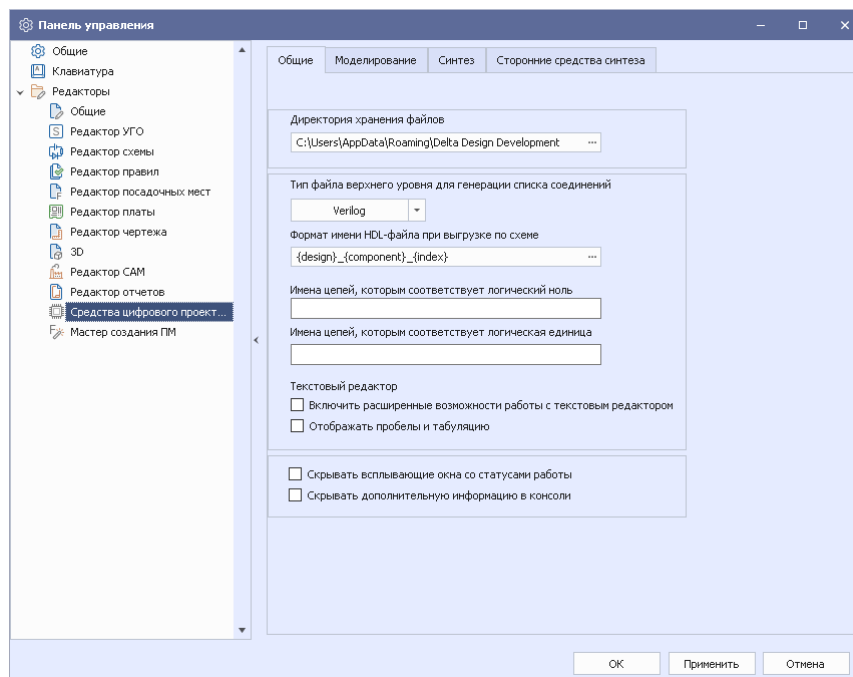 Панель управления
Общие
Клавиатура
Редакторы
Общие
Редактор УГО
Редактор схемы
Редактор правил
Редактор посадочных мест
Редактор платы
Редактор чертежа
3D
Редактор CAM
Редактор отчетов
Средства цифрового проект...
Мастер создания ПМ
Общие Моделирование Синтез Сторонние средства синтеза
Директория хранения файлов
C:\Users\AppData\Roaming\Delta Design Development ...
Тип файла верхнего уровня для генерации списка соединений
Verilog
Формат имени HDL-файла при выгрузке по схеме
{design}_{component}_{index} ...
Имена цепей, которым соответствует логический ноль
Имена цепей, которым соответствует логическая единица
Текстовый редактор
Включить расширенные возможности работы с текстовым редактором
Отображать пробелы и табуляцию
Скрывать всплывающие окна со статусами работы
Скрывать дополнительную информацию в консоли
ОК Применить Отмена